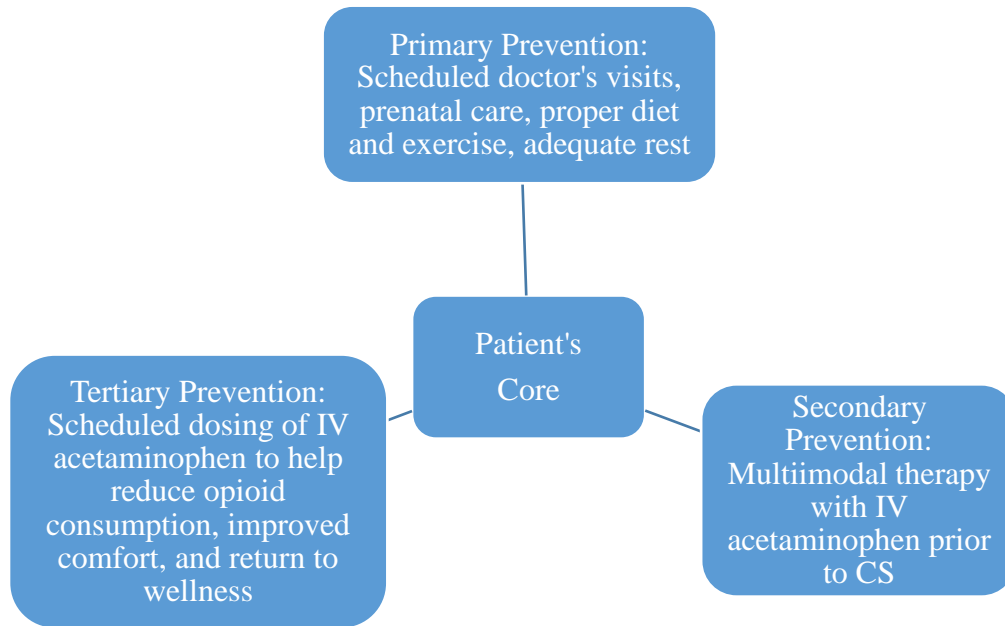 Primary Prevention:
Scheduled doctor's visits,
prenatal care, proper diet
and exercise, adequate rest
Patient's
Core
Tertiary Prevention:
Scheduled dosing of IV
acetaminophen to help
reduce opioid
consumption, improved
comfort, and return to
wellness
Secondary
Prevention:
Multiimodal therapy
with IV
acetaminophen prior
to CS